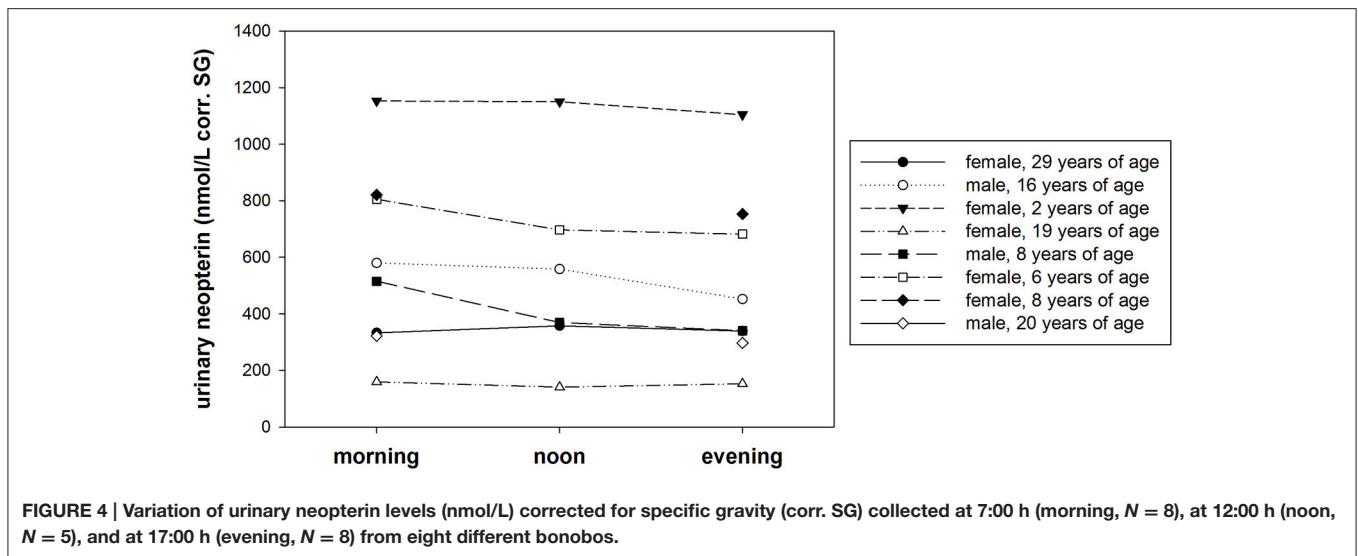 1400
1200
1000
800
600
400
200
0
urinary neopterin (nmol/L corr. SG)
morning noon evening
female, 29 years of age
male, 16 years of age
female, 2 years of age
female, 19 years of age
male, 8 years of age
female, 6 years of age
female, 8 years of age
male, 20 years of age
FIGURE 4 | Variation of urinary neopterin levels (nmol/L) corrected for specific gravity (corr. SG) collected at 7:00 h (morning, N = 8), at 12:00 h (noon,
N = 5), and at 17:00 h (evening, N = 8) from eight different bonobos.